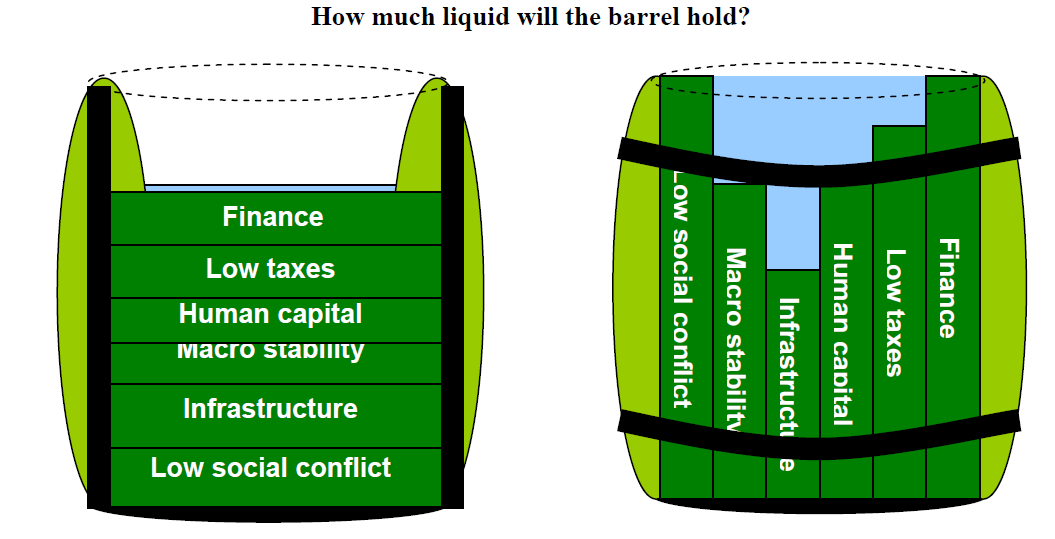 How much liquid will the barrel hold?
Finance
Low taxes
Human capital
Macro stability
Infrastructure
Low social conflict
Low social conflict
Macro stability
Infrastructure
Human capital
Low taxes
Finance